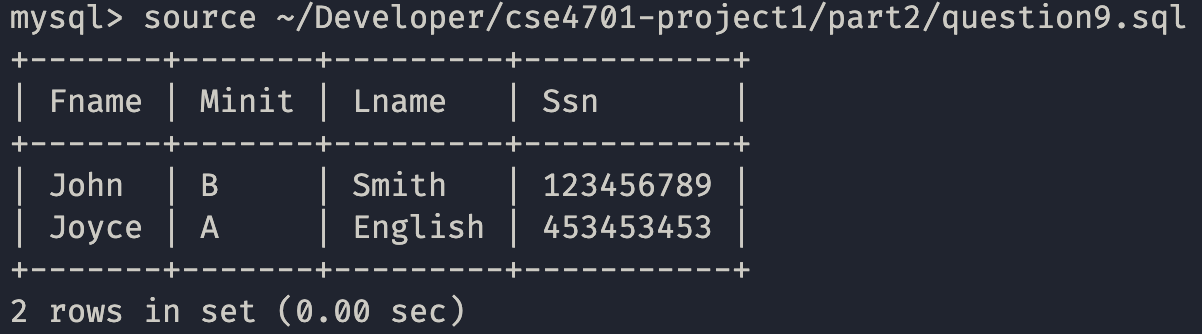 mysql> source ~/Developer/cse4701-project1/part2/question9.sql
+-------+-------+---------+-----------+
| Fname | Minit | Lname   | Ssn       |
+-------+-------+---------+-----------+
| John  | B     | Smith   | 123456789 |
| Joyce | A     | English | 453453453 |
+-------+-------+---------+-----------+
2 rows in set (0.00 sec)